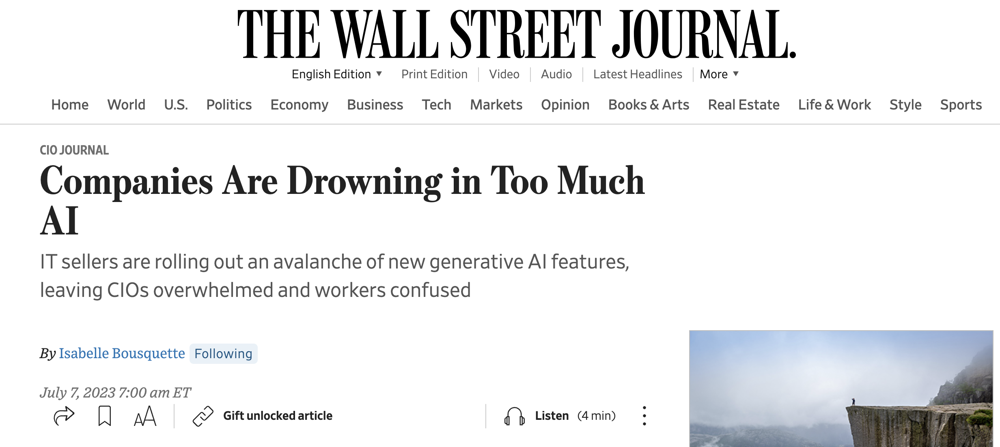 THE WALL STREET JOURNAL.
English Edition Print Edition Video Audio Latest Headlines More
Home World U.S. Politics Economy Business Tech Markets Opinion Books & Arts Real Estate Life & Work Style Sports
CIO JOURNAL
Companies Are Drowning in Too Much
AI
IT sellers are rolling out an avalanche of new generative AI features,
leaving CIOs overwhelmed and workers confused
By Isabelle Bousquette Following
July 7, 2023 7:00 am ET
AA Gift unlocked article Listen (4 min)